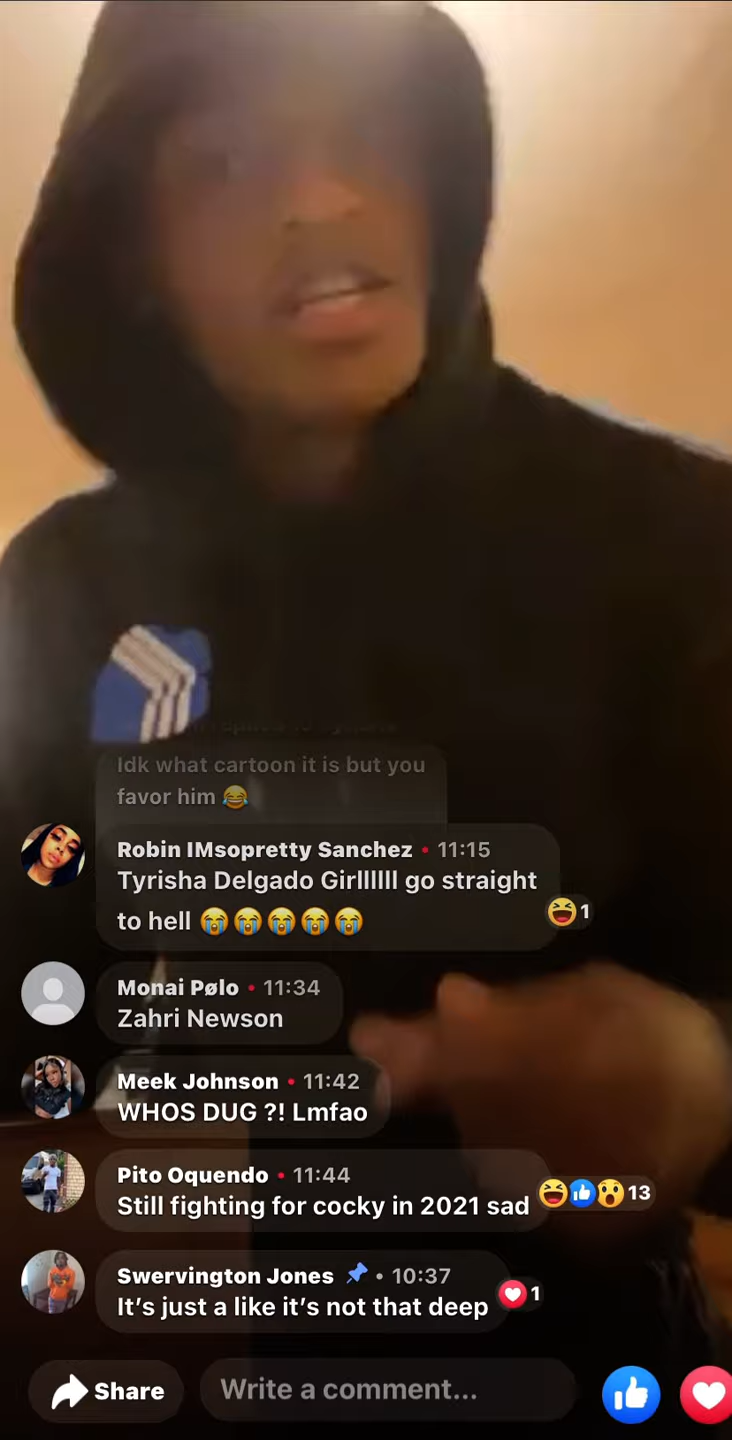 Idk what cartoon it is but you
favor him 😂
Robin IMsopretty Sanchez • 11:15
Tyrisha Delgado Girllllll go straight
to hell 😭😭😭😭😭
😆 1
Monai Pølo • 11:34
Zahri Newson
Meek Johnson • 11:42
WHOS DUG ?! Lmfao
Pito Oquendo • 11:44
Still fighting for cocky in 2021 sad
😆👍😮 13
Swervington Jones 📌 • 10:37
It’s just a like it’s not that deep
❤️ 1
Share
Write a comment...